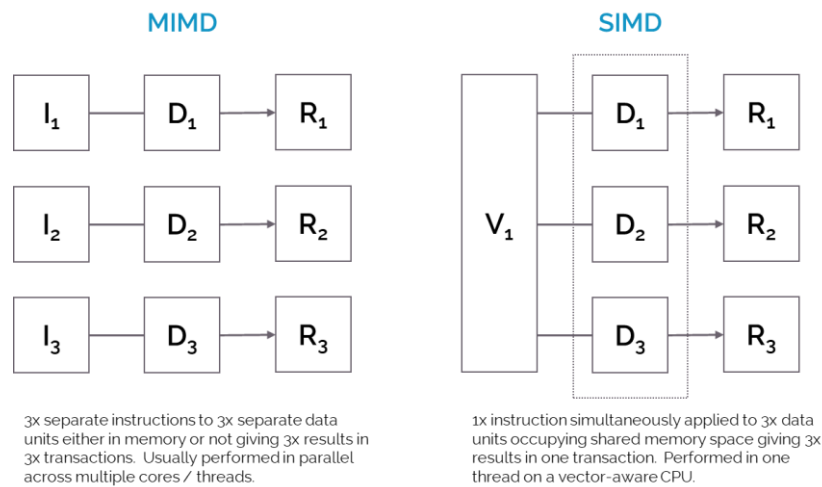 MIMD
I₁ D₁ R₁
I₂ D₂ R₂
I₃ D₃ R₃
3x separate instructions to 3x separate data
units either in memory or not giving 3x results in
3x transactions. Usually performed in parallel
across multiple cores / threads.
SIMD
V₁
D₁ R₁
D₂ R₂
D₃ R₃
1x instruction simultaneously applied to 3x data
units occupying shared memory space giving 3x
results in one transaction. Performed in one
thread on a vector-aware CPU.